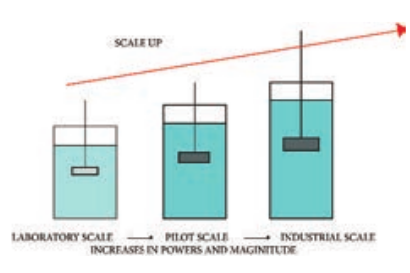 SCALE UP
LABORATORY SCALE → PILOT SCALE → INDUSTRIAL SCALE
INCREASES IN POWERS AND MAGINITUDE